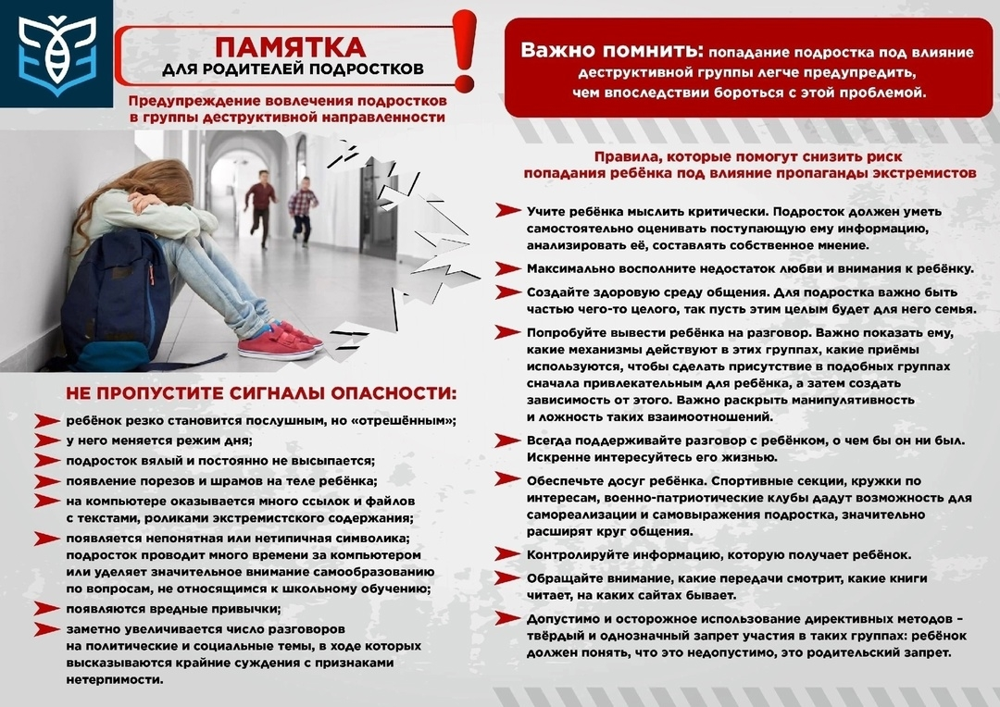 ПАМЯТКА
ДЛЯ РОДИТЕЛЕЙ ПОДРОСТКОВ
Предупреждение вовлечения подростков
в группы деструктивной направленности
НЕ ПРОПУСТИТЕ СИГНАЛЫ ОПАСНОСТИ:
ребёнок резко становится послушным, но «отрешённым»;
у него меняется режим дня;
подросток вялый и постоянно не высыпается;
появление порезов и шрамов на теле ребёнка;
на компьютере оказывается много ссылок и файлов
с текстами, роликами экстремистского содержания;
появляется непонятная или нетипичная символика;
подросток проводит много времени за компьютером
или уделяет значительное внимание самообразованию
по вопросам, не относящимся к школьному обучению;
появляются вредные привычки;
заметно увеличивается число разговоров
на политические и социальные темы, в ходе которых
высказываются крайние суждения с признаками
нетерпимости.
Важно помнить: попадание подростка под влияние
деструктивной группы легче предупредить,
чем впоследствии бороться с этой проблемой.
Правила, которые помогут снизить риск
попадания ребёнка под влияние пропаганды экстремистов
Учите ребёнка мыслить критически. Подросток должен уметь
самостоятельно оценивать поступающую ему информацию,
анализировать её, составлять собственное мнение.
Максимально восполните недостаток любви и внимания к ребёнку.
Создайте здоровую среду общения. Для подростка важно быть
частью чего-то целого, так пусть этим целым будет для него семья.
Попробуйте вывести ребёнка на разговор. Важно показать ему,
какие механизмы действуют в этих группах, какие приёмы
используются, чтобы сделать присутствие в подобных группах
сначала привлекательным для ребёнка, а затем создать
зависимость от этого. Важно раскрыть манипулятивность
и ложность таких взаимоотношений.
Всегда поддерживайте разговор с ребёнком, о чем бы он ни был.
Искренне интересуйтесь его жизнью.
Обеспечьте досуг ребёнка. Спортивные секции, кружки по
интересам, военно-патриотические клубы дадут возможность для
самореализации и самовыражения подростка, значительно
расширят круг общения.
Контролируйте информацию, которую получает ребёнок.
Обращайте внимание, какие передачи смотрит, какие книги
читает, на каких сайтах бывает.
Допустимо и осторожное использование директивных методов –
твёрдый и однозначный запрет участия в таких группах: ребёнок
должен понять, что это недопустимо, это родительский запрет.